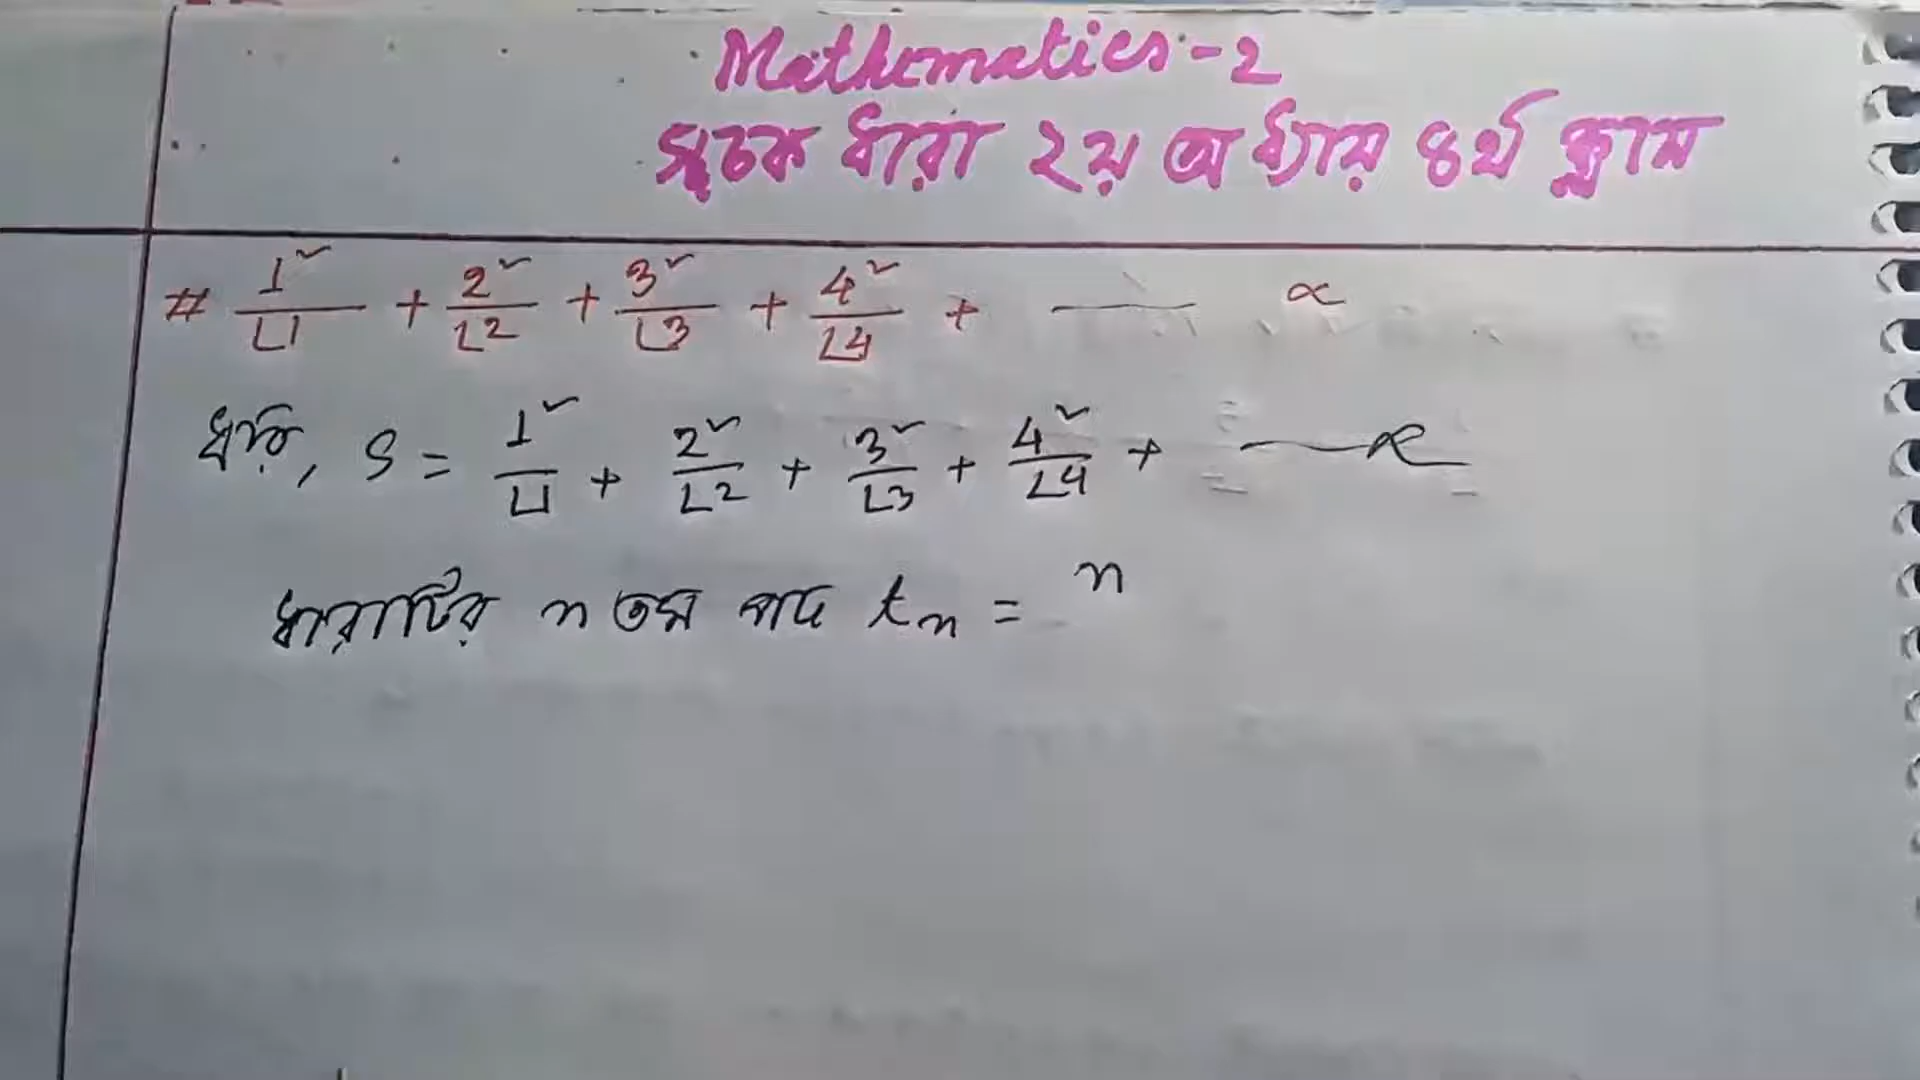 Mathematics-2
সূচক ধারা ২য় অধ্যায় ৪র্থ ক্লাস
# 1²/∟1 + 2²/∟2 + 3²/∟3 + 4²/∟4 + — ∝
ধরি, S = 1²/∟1 + 2²/∟2 + 3²/∟3 + 4²/∟4 + — ∝
ধারাটির n তম পদ tₙ = n